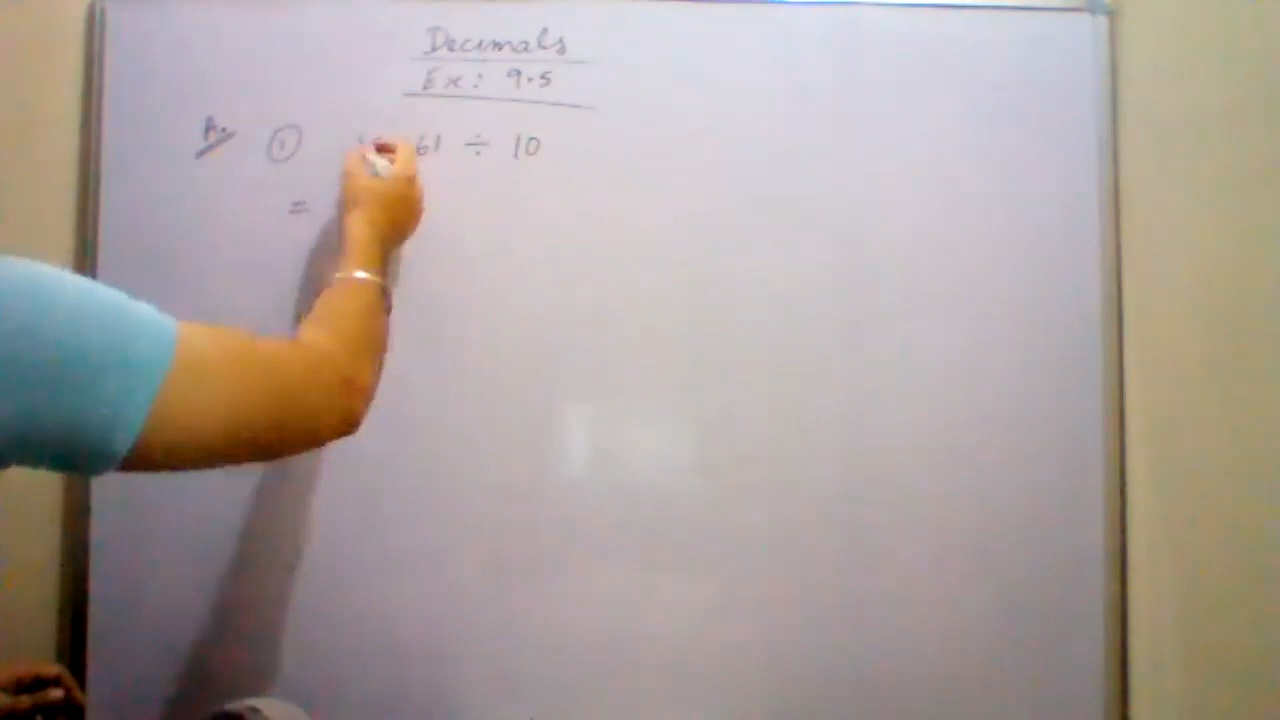 Decimals
Ex: 9.5
A. ① 61 ÷ 10
=